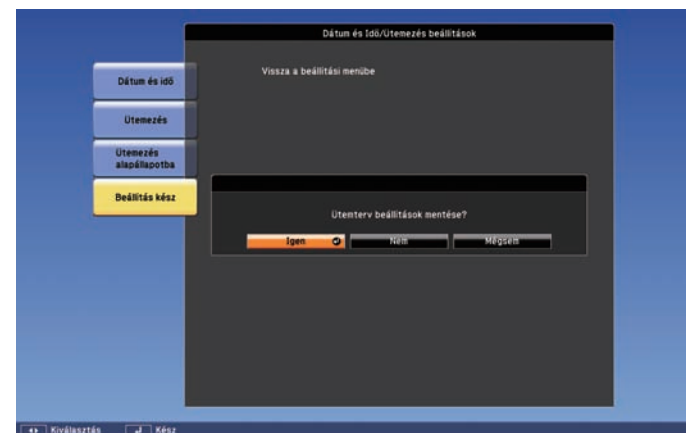 Dátum és Idő/Ütemezés beállítások
Vissza a beállítási menübe
Dátum és idő
Ütemezés
Ütemezés
alapállapotba
Beállítás kész
Ütemterv beállítások mentése?
Igen Nem Mégsem
Kiválasztás Kész